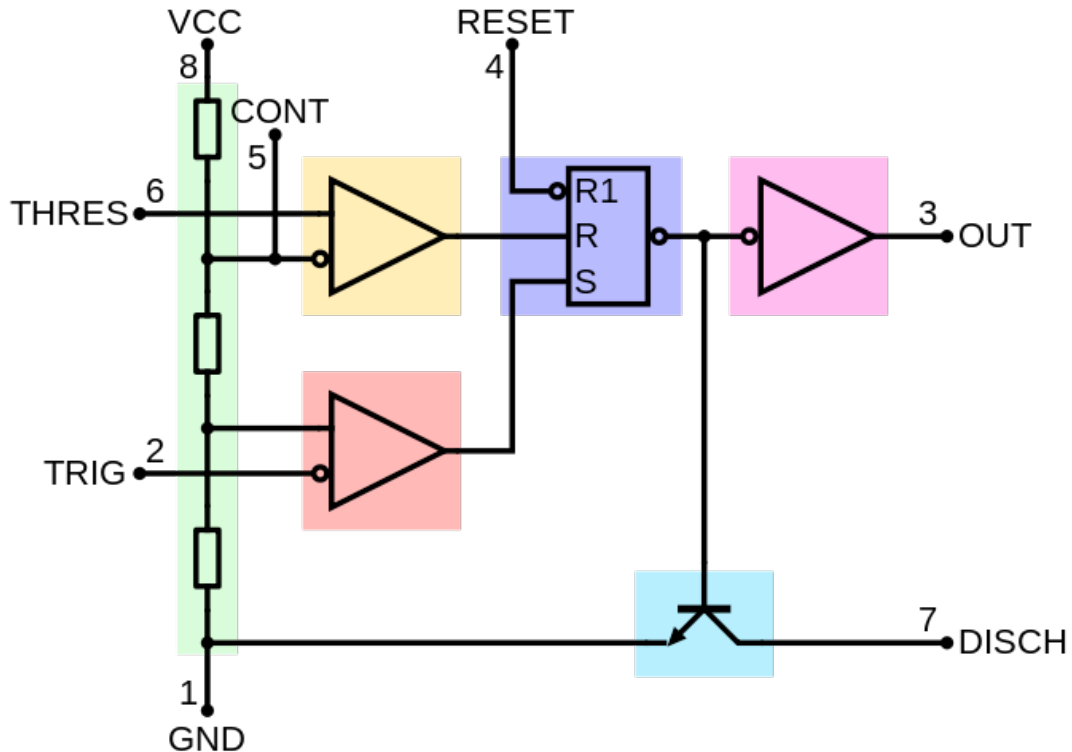 VCC
RESET
8
4
CONT
5
6
THRES
R1
R
S
3
OUT
2
TRIG
7
DISCH
1
GND